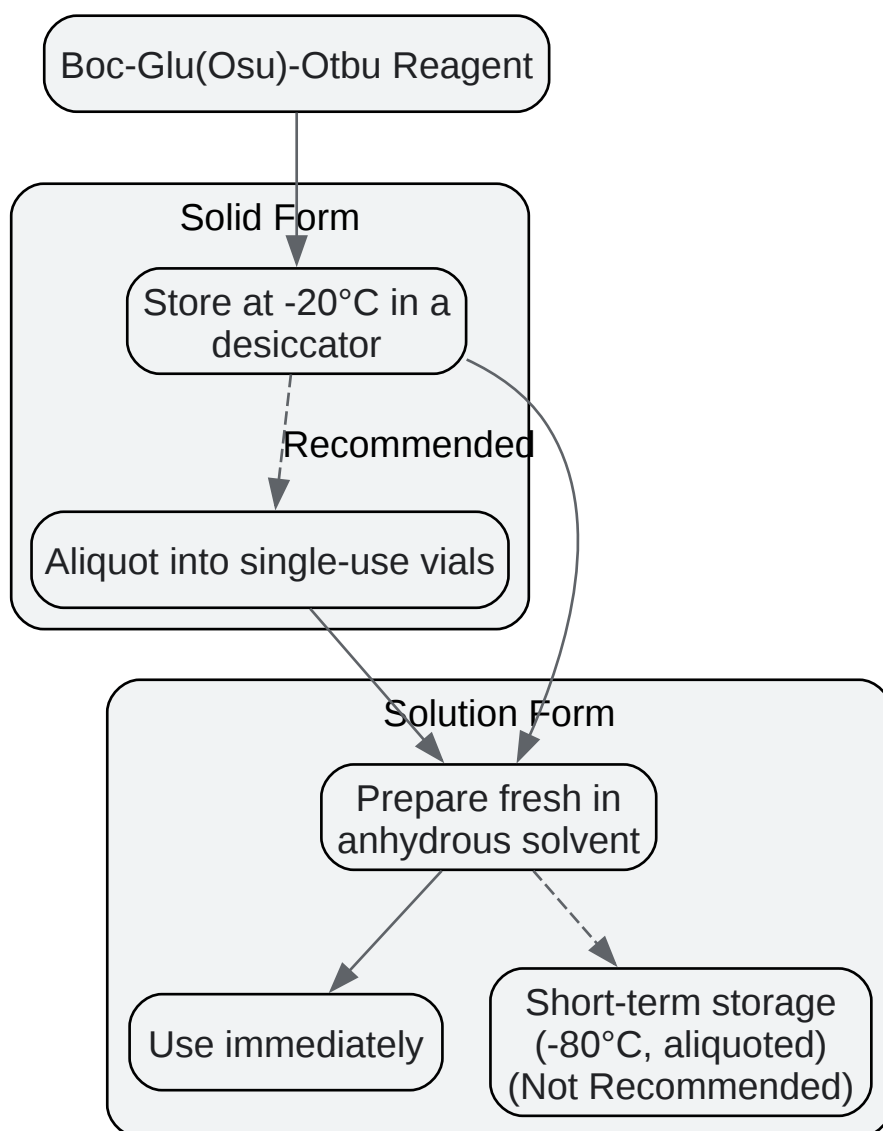 Boc-Glu(Osu)-Otbu Reagent
Solid Form
Store at -20°C in a
desiccator
Recommended
Aliquot into single-use vials
Solution Form
Prepare fresh in
anhydrous solvent
Use immediately
Short-term storage
(-80°C, aliquoted)
(Not Recommended)